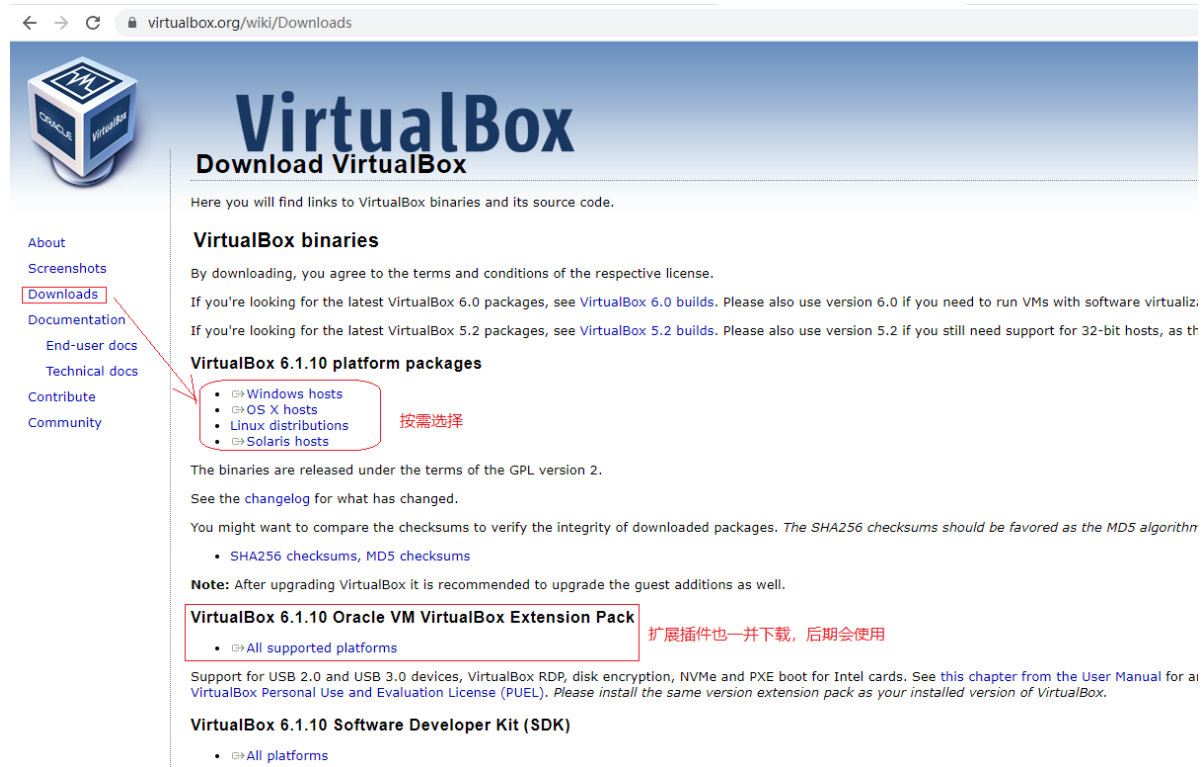 virtualbox.org/wiki/Downloads
ORACLE
VirtualBox
VirtualBox
Download VirtualBox
Here you will find links to VirtualBox binaries and its source code.
About
Screenshots
Downloads
Documentation
End-user docs
Technical docs
Contribute
Community
VirtualBox binaries
By downloading, you agree to the terms and conditions of the respective license.
If you're looking for the latest VirtualBox 6.0 packages, see VirtualBox 6.0 builds. Please also use version 6.0 if you need to run VMs with software
If you're looking for the latest VirtualBox 5.2 packages, see VirtualBox 5.2 builds. Please also use version 5.2 if you still need support for 32-bit hosts, as
VirtualBox 6.1.10 platform packages
Windows hosts
OS X hosts
Linux distributions
Solaris hosts
按需选择
The binaries are released under the terms of the GPL version 2.
See the changelog for what has changed.
You might want to compare the checksums to verify the integrity of downloaded packages. The SHA256 checksums should be favored as the MD5 algorithm
SHA256 checksums, MD5 checksums
Note: After upgrading VirtualBox it is recommended to upgrade the guest additions as well.
VirtualBox 6.1.10 Oracle VM VirtualBox Extension Pack
All supported platforms
扩展插件也一并下载，后期会使用
Support for USB 2.0 and USB 3.0 devices, VirtualBox RDP, disk encryption, NVMe and PXE boot for Intel cards. See this chapter from the User Manual for
VirtualBox Personal Use and Evaluation License (PUEL). Please install the same version extension pack as your installed version of VirtualBox.
VirtualBox 6.1.10 Software Developer Kit (SDK)
All platforms